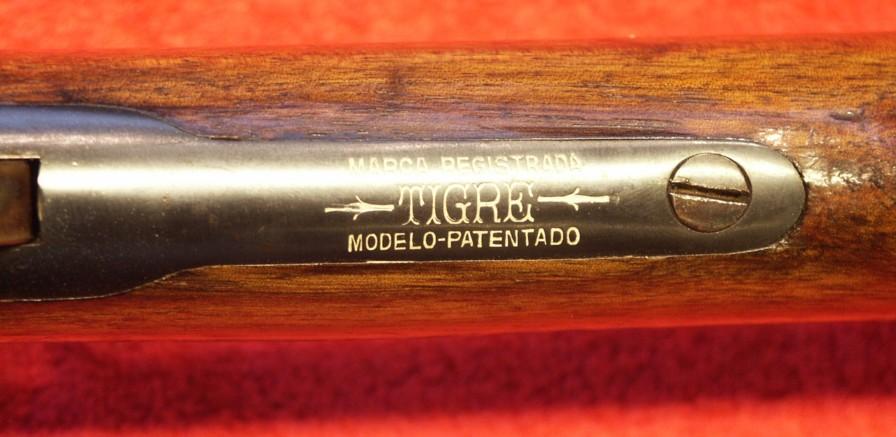 MARCA REGISTRADA
TIGRE
MODELO-PATENTADO